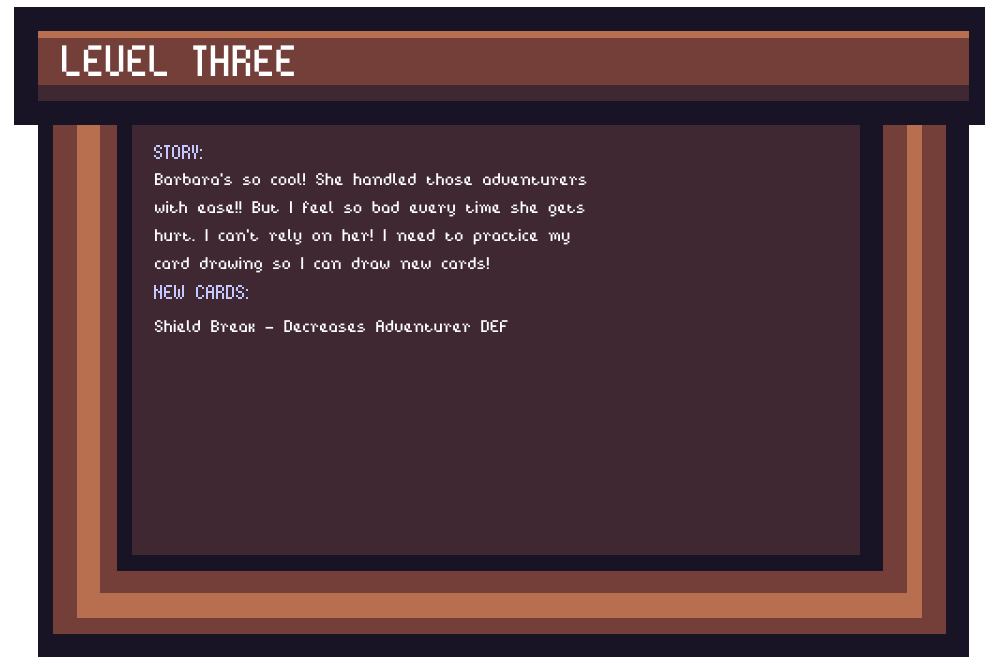 LEVEL THREE
STORY:
Barbara's so cool! She handled those adventurers
with ease!! But I feel so bad every time she gets
hurt. I can't rely on her! I need to practice my
card drawing so I can draw new cards!
NEW CARDS:
Shield Break - Decreases Adventurer DEF